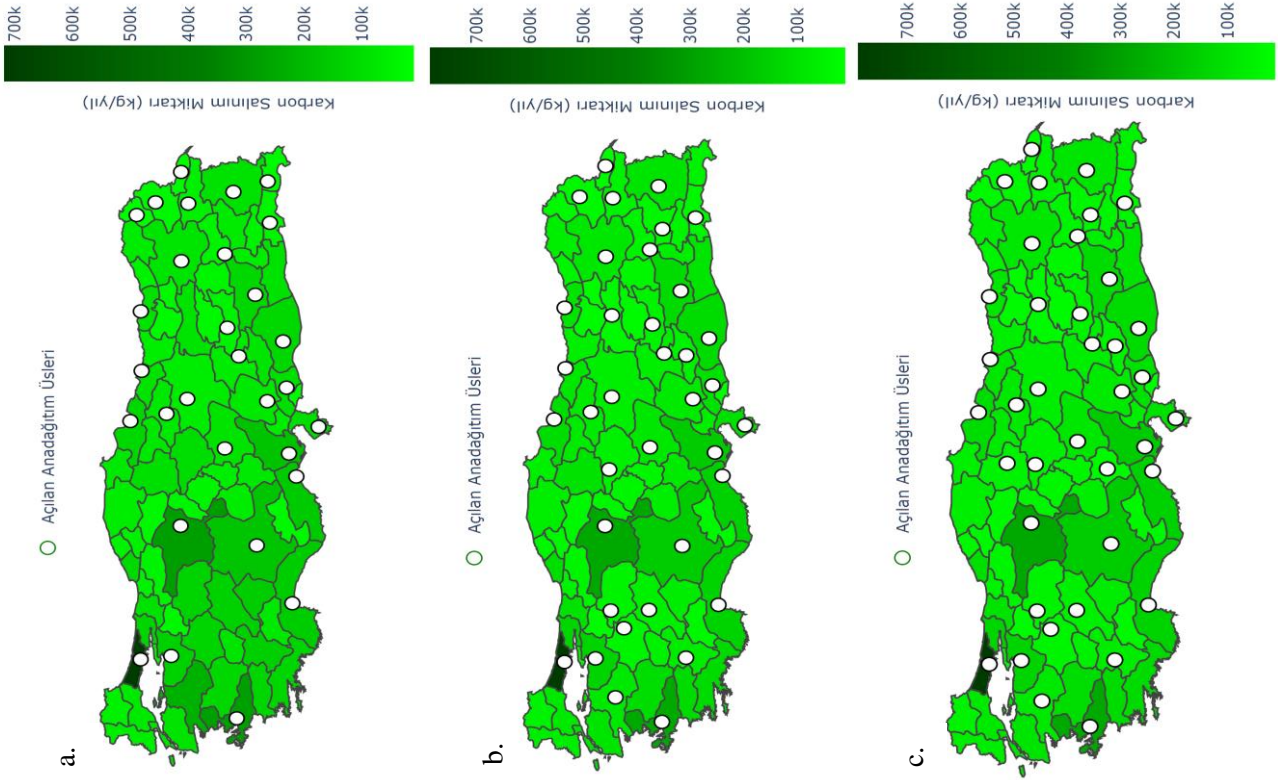 a.
Açılan Anadağıtım Üsleri
700k
600k
500k
400k
300k
200k
100k
Karbon Salınım Miktarı (kg/yıl)
b.
Açılan Anadağıtım Üsleri
700k
600k
500k
400k
300k
200k
100k
Karbon Salınım Miktarı (kg/yıl)
c.
Açılan Anadağıtım Üsleri
700k
600k
500k
400k
300k
200k
100k
Karbon Salınım Miktarı (kg/yıl)